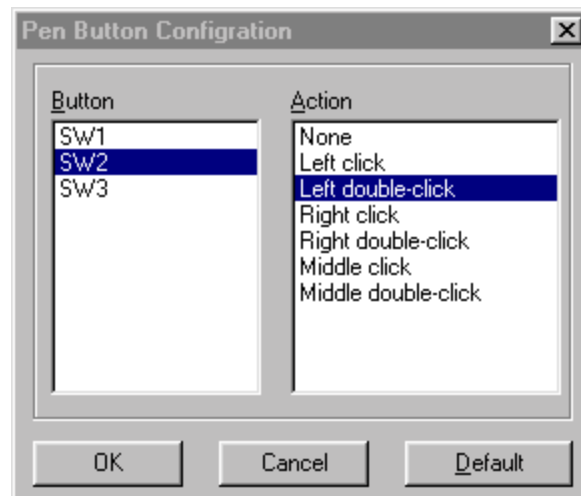 Pen Button Configration
Button
SW1
SW2
SW3
Action
None
Left click
Left double-click
Right click
Right double-click
Middle click
Middle double-click
OK
Cancel
Default